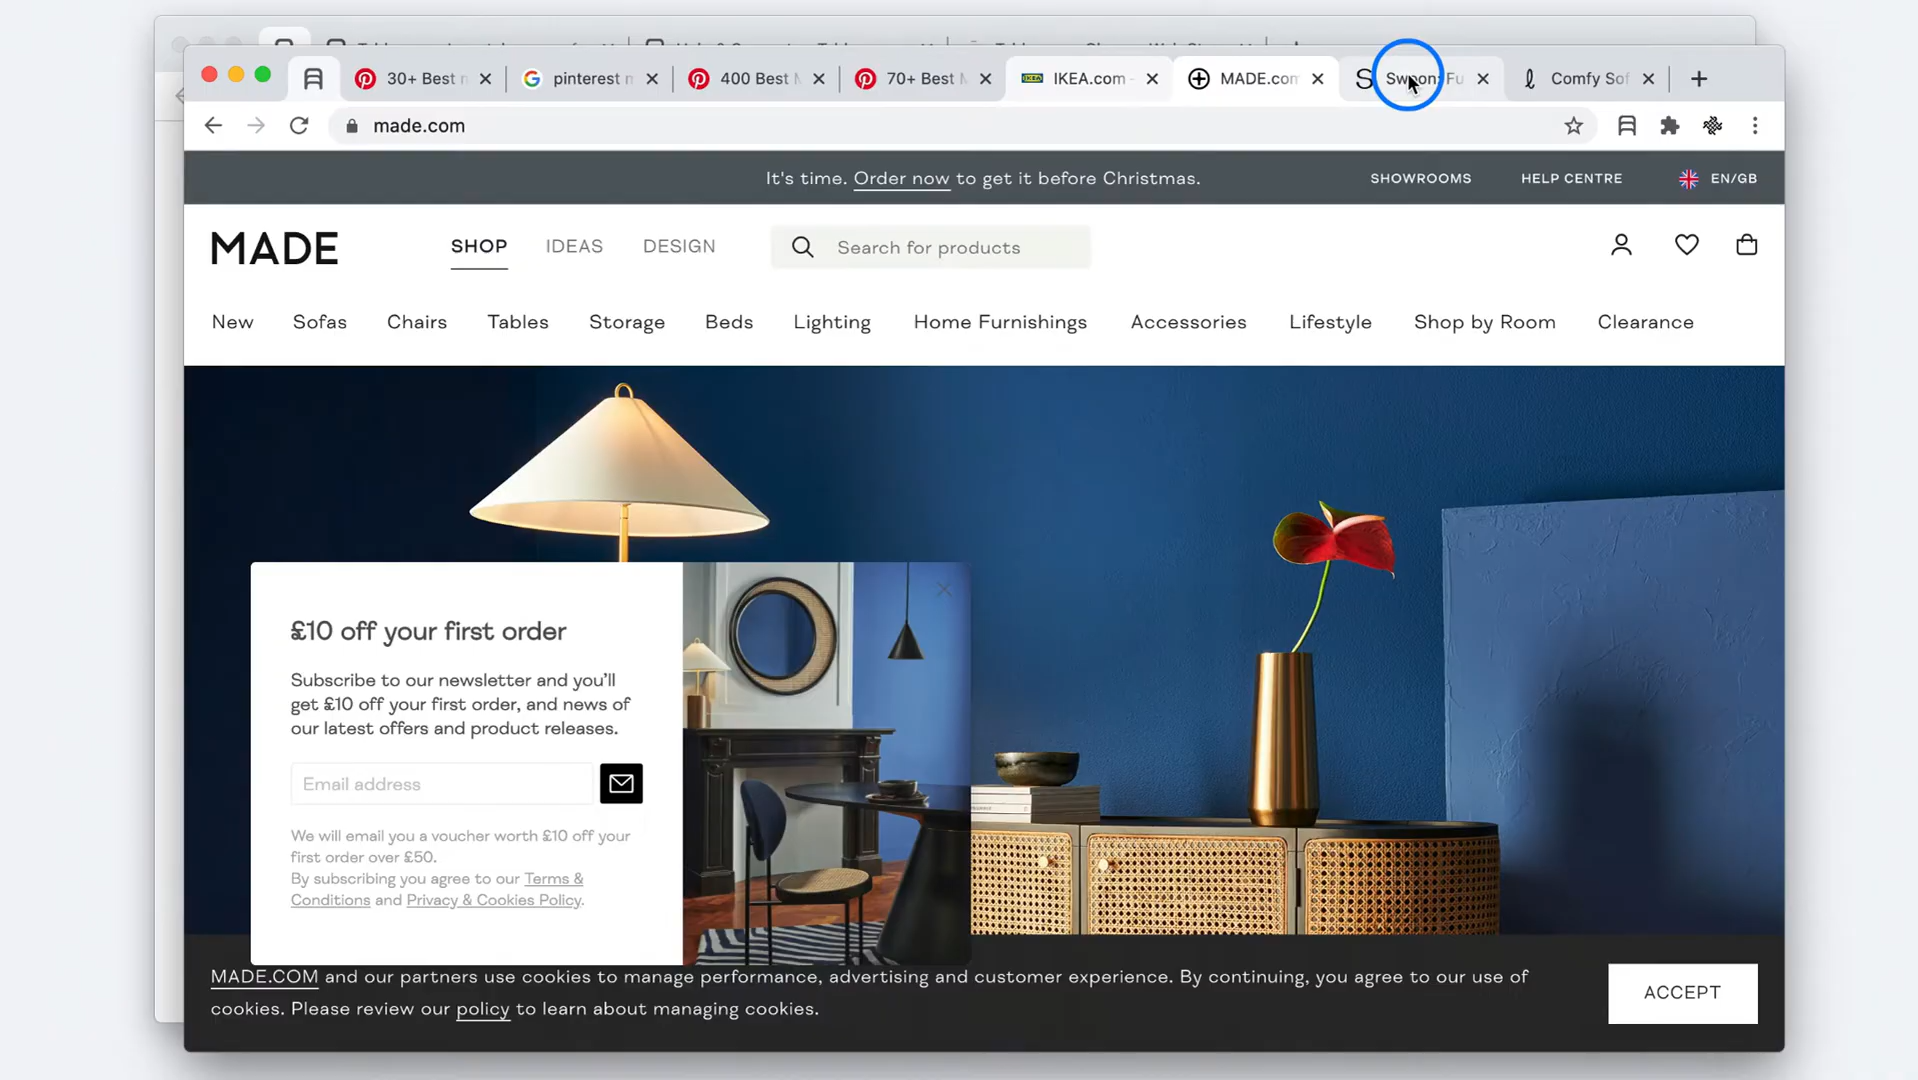 30+ Best
pinterest
400 Best
70+ Best
IKEA.com
MADE.com
Comfy Sof
made.com
It's time. Order now to get it before Christmas.
SHOWROOMS
HELP CENTRE
EN/GB
MADE
SHOP
IDEAS
DESIGN
Search for products
New
Sofas
Chairs
Tables
Storage
Beds
Lighting
Home Furnishings
Accessories
Lifestyle
Shop by Room
Clearance
£10 off your first order
Subscribe to our newsletter and you'll
get £10 off your first order, and news of
our latest offers and product releases.
Email address
We will email you a voucher worth £10 off your
first order over £50.
By subscribing you agree to our Terms &
Conditions and Privacy & Cookies Policy.
MADE.COM and our partners use cookies to manage performance, advertising and customer experience. By continuing, you agree to our use of
cookies. Please review our policy to learn about managing cookies.
ACCEPT